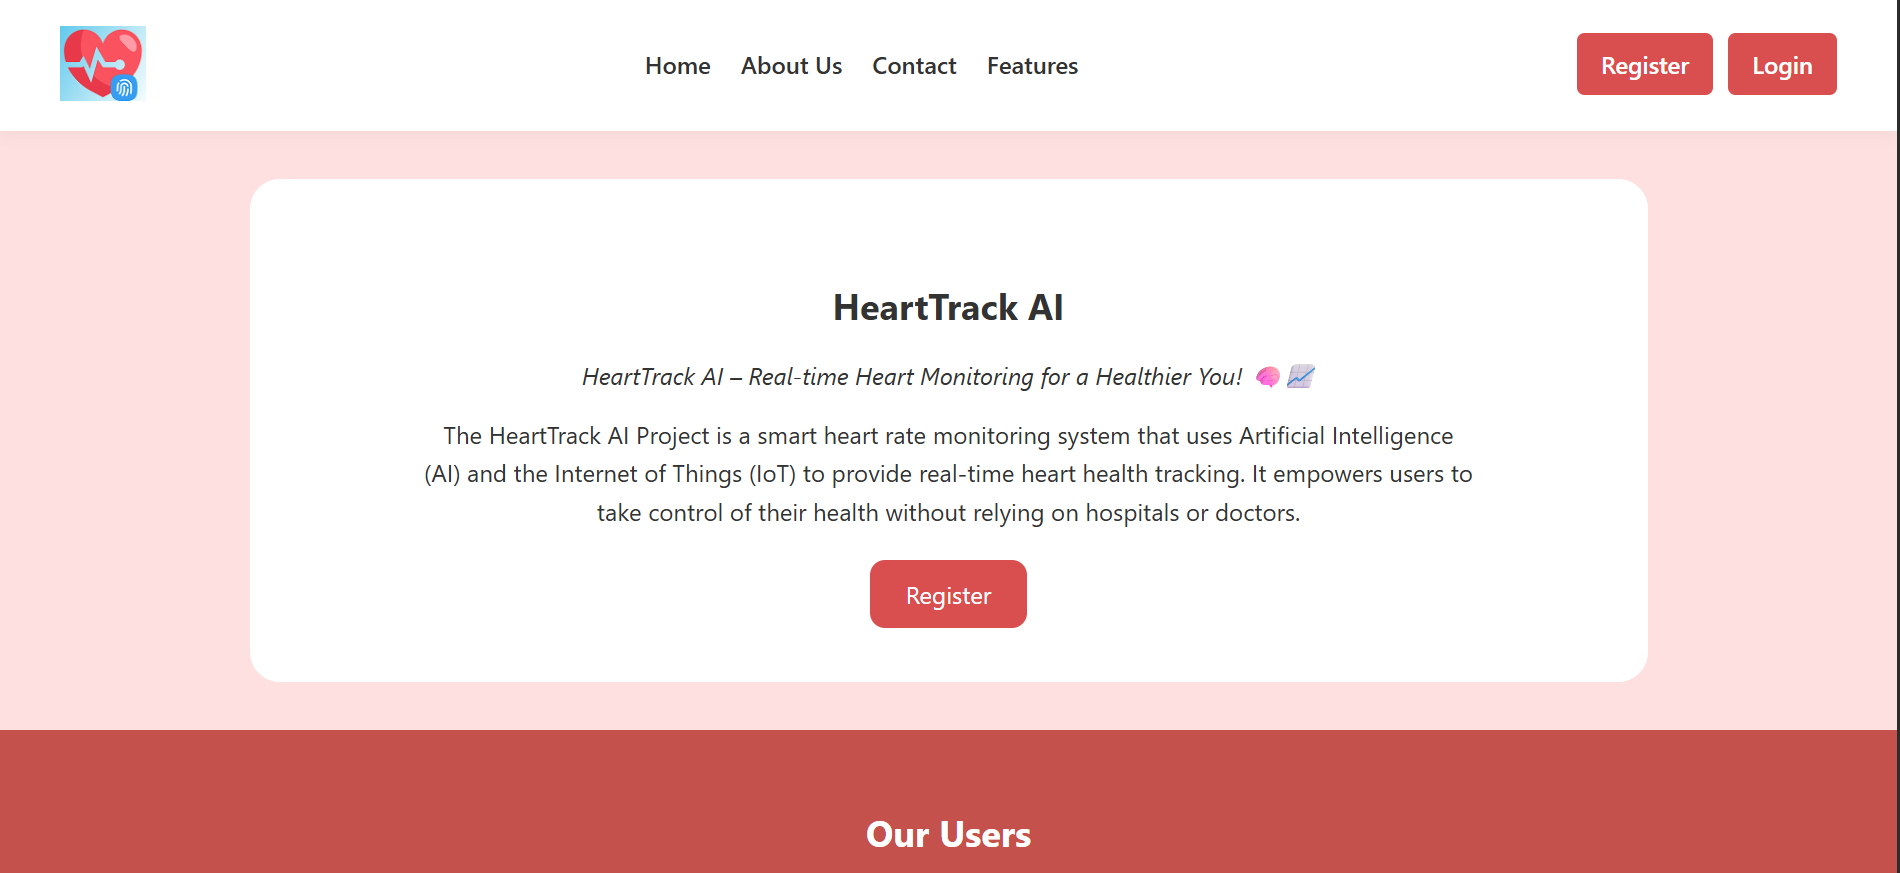 Home About Us Contact Features Register Login
HeartTrack AI
HeartTrack AI – Real-time Heart Monitoring for a Healthier You! 🧠 📈
The HeartTrack AI Project is a smart heart rate monitoring system that uses Artificial Intelligence
(AI) and the Internet of Things (IoT) to provide real-time heart health tracking. It empowers users to
take control of their health without relying on hospitals or doctors.
Register
Our Users